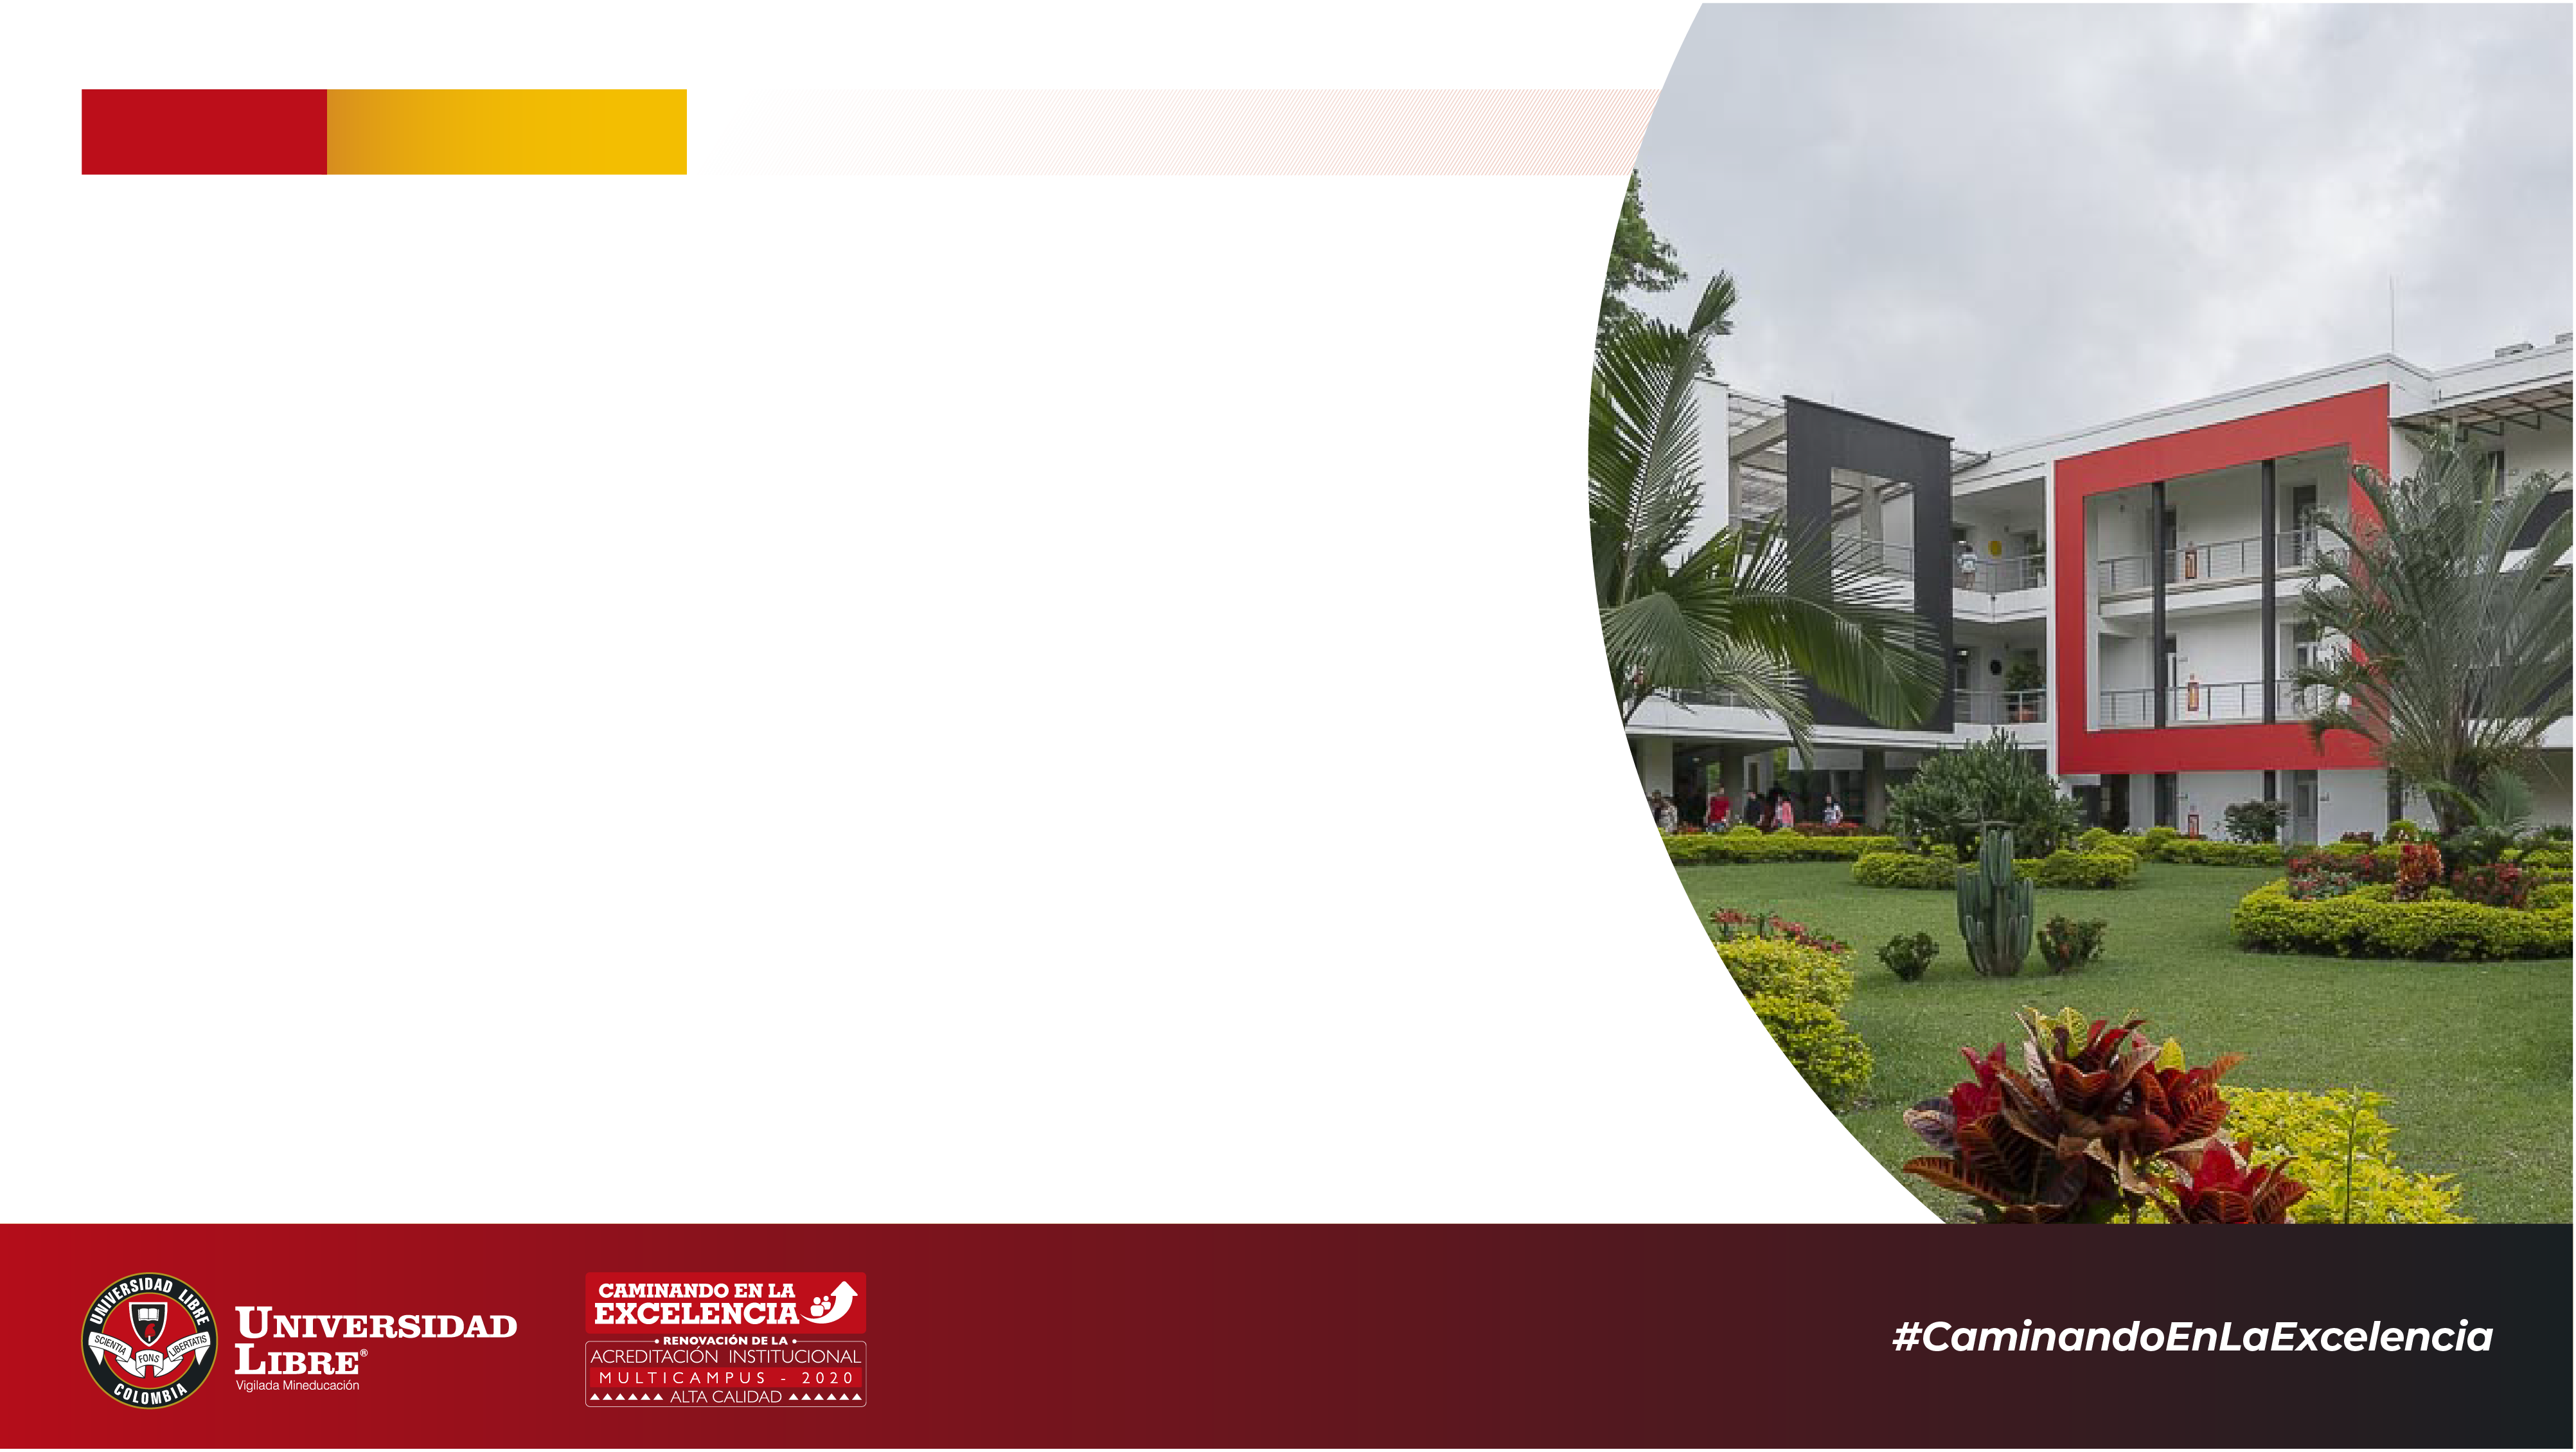 UNIVERSIDAD LIBRE
SCIENTIA FONS LIBERTATIS
COLOMBIA
UNIVERSIDAD
LIBRE®
Vigilada Mineducación
CAMINANDO EN LA
EXCELENCIA
• RENOVACIÓN DE LA •
ACREDITACIÓN INSTITUCIONAL
MULTICAMPUS - 2020
ALTA CALIDAD
#CaminandoEnLaExcelencia